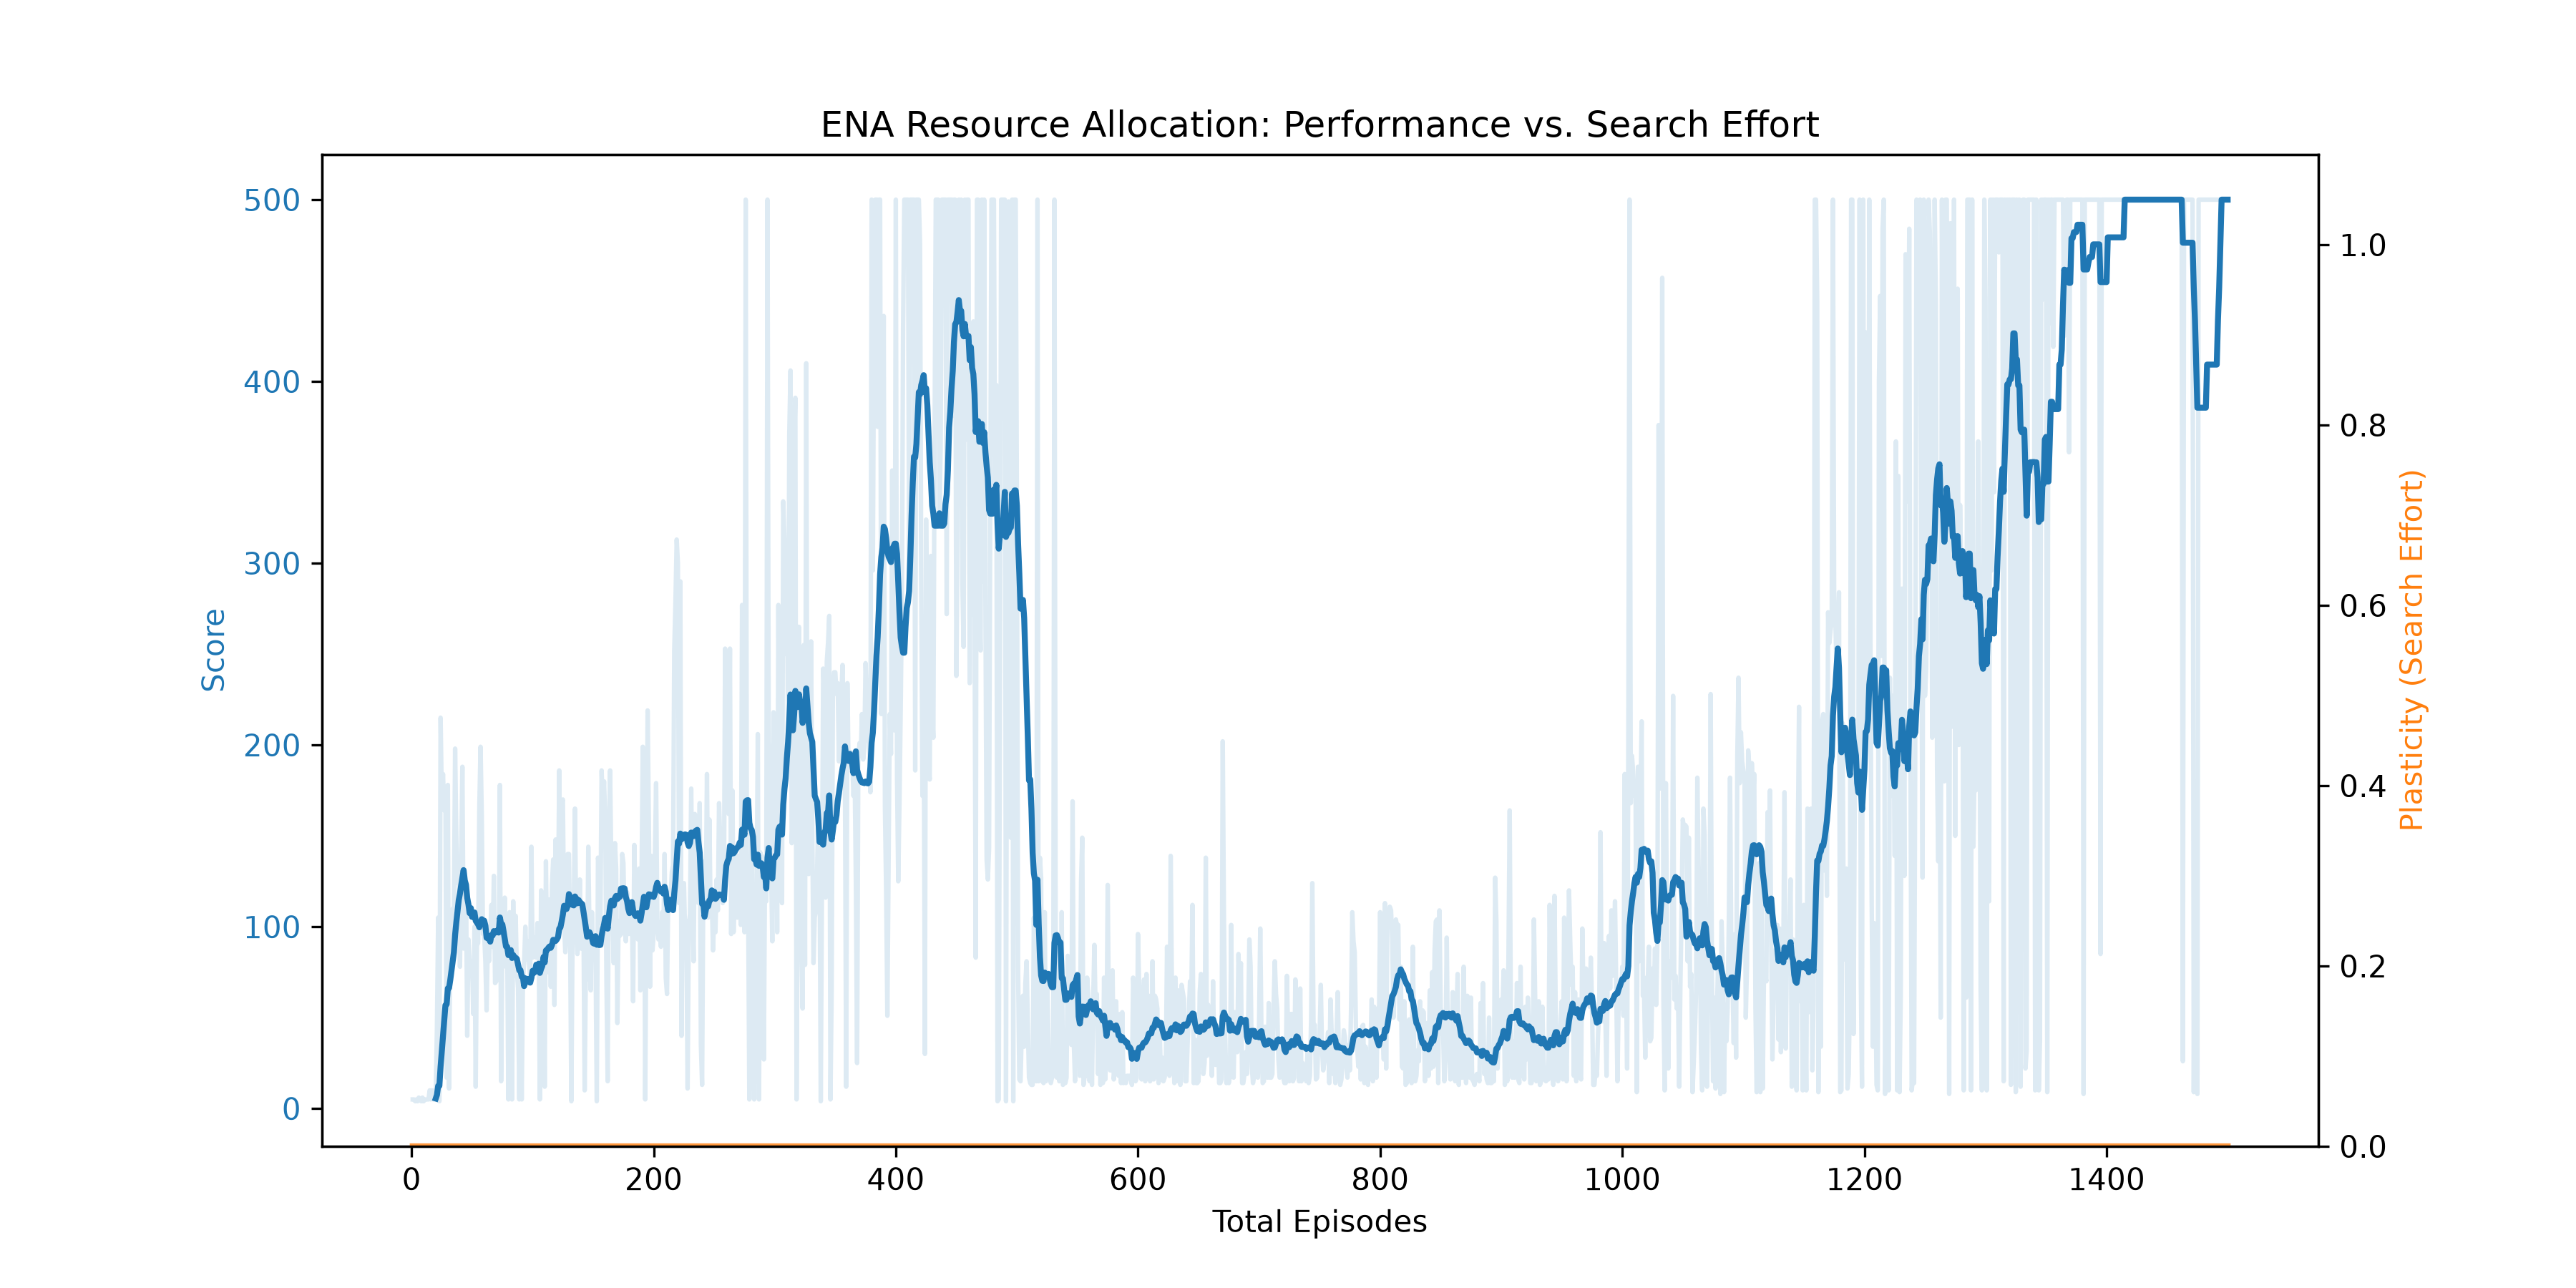 ENA Resource Allocation: Performance vs. Search Effort
500
400
300
200
100
0
Score
1.0
0.8
0.6
0.4
0.2
0.0
Plasticity (Search Effort)
0 200 400 600 800 1000 1200 1400
Total Episodes